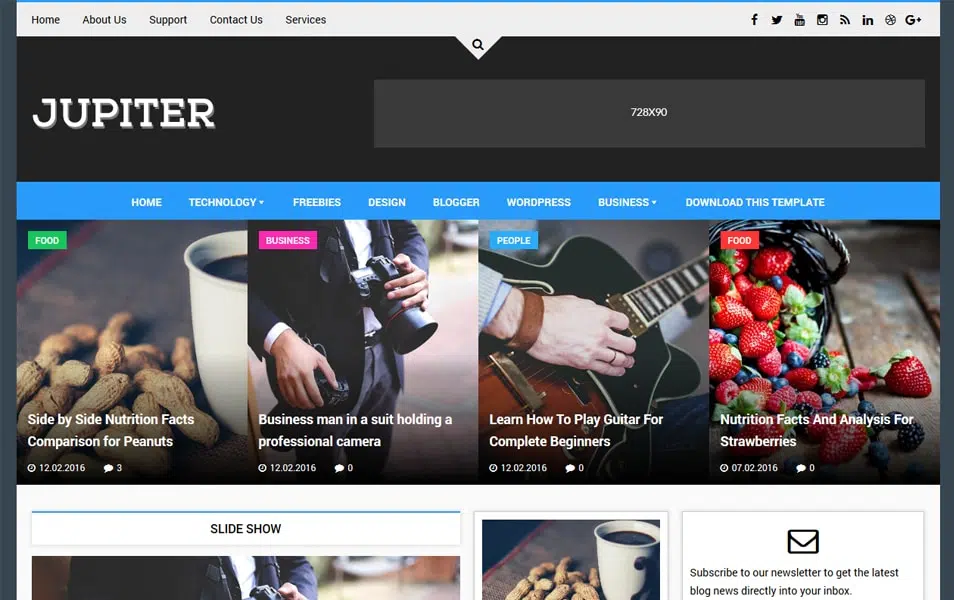 Home About Us Support Contact Us Services
JUPITER
728X90
HOME TECHNOLOGY FREEBIES DESIGN BLOGGER WORDPRESS BUSINESS DOWNLOAD THIS TEMPLATE
FOOD
Side by Side Nutrition Facts
Comparison for Peanuts
12.02.2016 3
BUSINESS
Business man in a suit holding a
professional camera
12.02.2016 0
PEOPLE
Learn How To Play Guitar For
Complete Beginners
12.02.2016 0
FOOD
Nutrition Facts And Analysis For
Strawberries
07.02.2016 0
SLIDE SHOW
Subscribe to our newsletter to get the latest
blog news directly into your inbox.